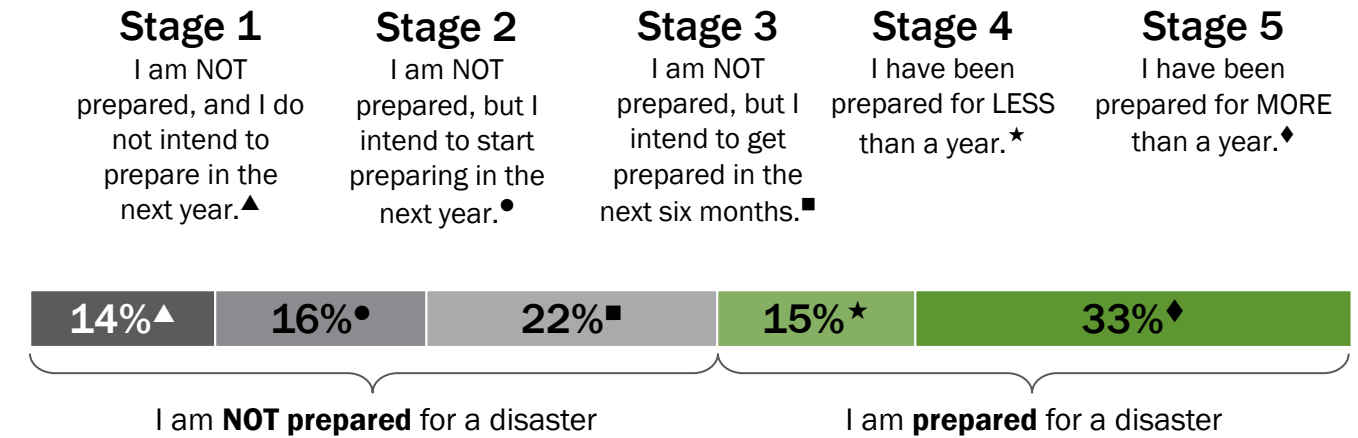 Stage 1
I am NOT
prepared, and I do
not intend to
prepare in the
next year.▲
Stage 2
I am NOT
prepared, but I
intend to start
preparing in the
next year.●
Stage 3
I am NOT
prepared, but I
intend to get
prepared in the
next six months.■
Stage 4
I have been
prepared for LESS
than a year.★
Stage 5
I have been
prepared for MORE
than a year.♦
14%▲
16%●
22%■
15%★
33%♦
I am NOT prepared for a disaster
I am prepared for a disaster